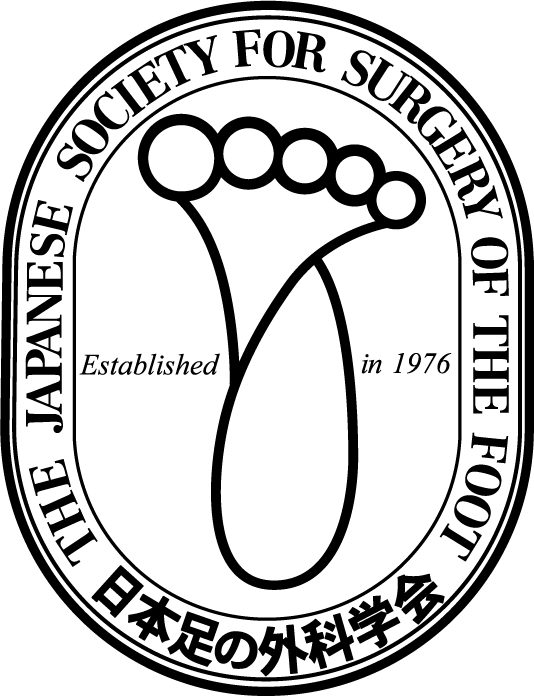 THE JAPANESE SOCIETY FOR SURGERY OF THE FOOT
Established in 1976
日本足の外科学会